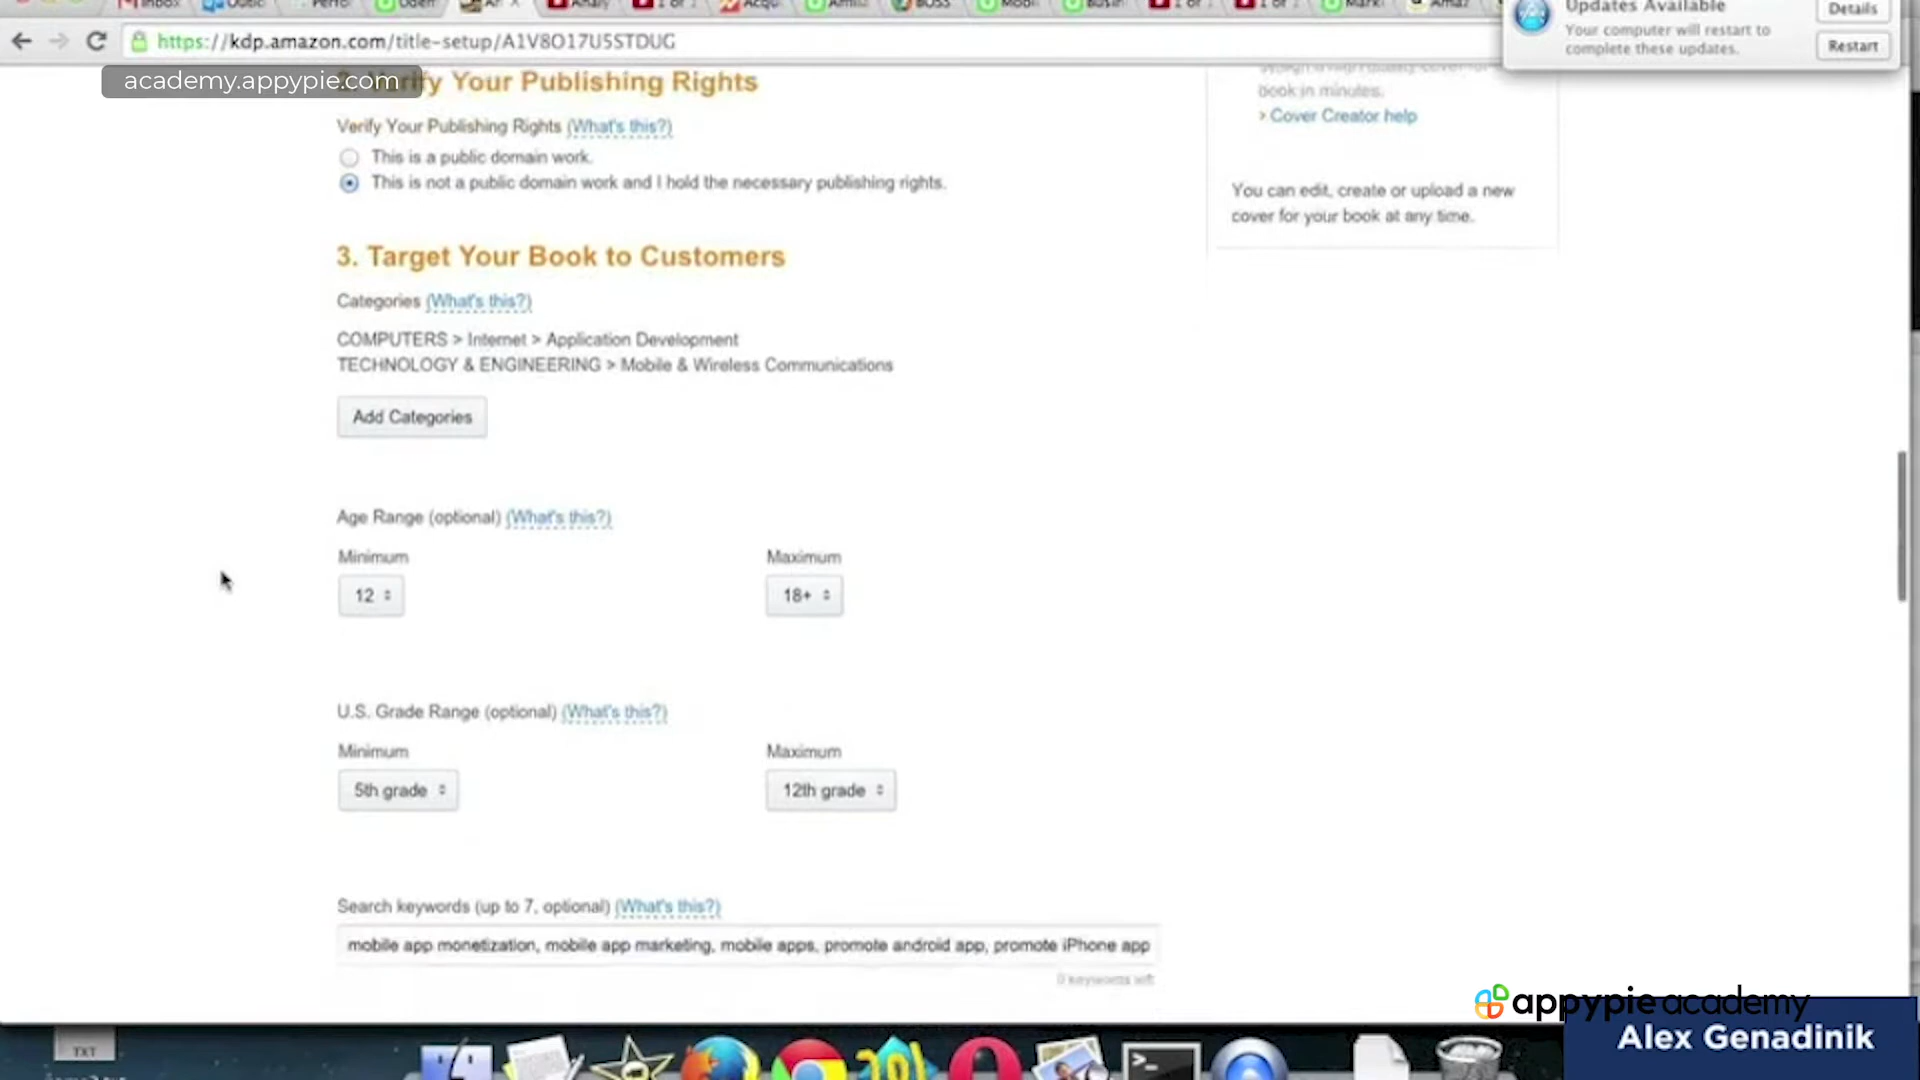 Updates Available
Details
Your computer will restart to
complete these updates.
Restart
https://kdp.amazon.com/title-setup/A1V8O17U5STDUG
academy.appypie.com
Verify Your Publishing Rights
book in minutes.
› Cover Creator help
Verify Your Publishing Rights (What's this?)
This is a public domain work.
This is not a public domain work and I hold the necessary publishing rights.
You can edit, create or upload a new
cover for your book at any time.
3. Target Your Book to Customers
Categories (What's this?)
COMPUTERS > Internet > Application Development
TECHNOLOGY & ENGINEERING > Mobile & Wireless Communications
Add Categories
Age Range (optional) (What's this?)
Minimum Maximum
12 18+
U.S. Grade Range (optional) (What's this?)
Minimum Maximum
5th grade 12th grade
Search keywords (up to 7, optional) (What's this?)
mobile app monetization, mobile app marketing, mobile apps, promote android app, promote iPhone app
0 keywords left
appypie academy
Alex Genadinik
TXT